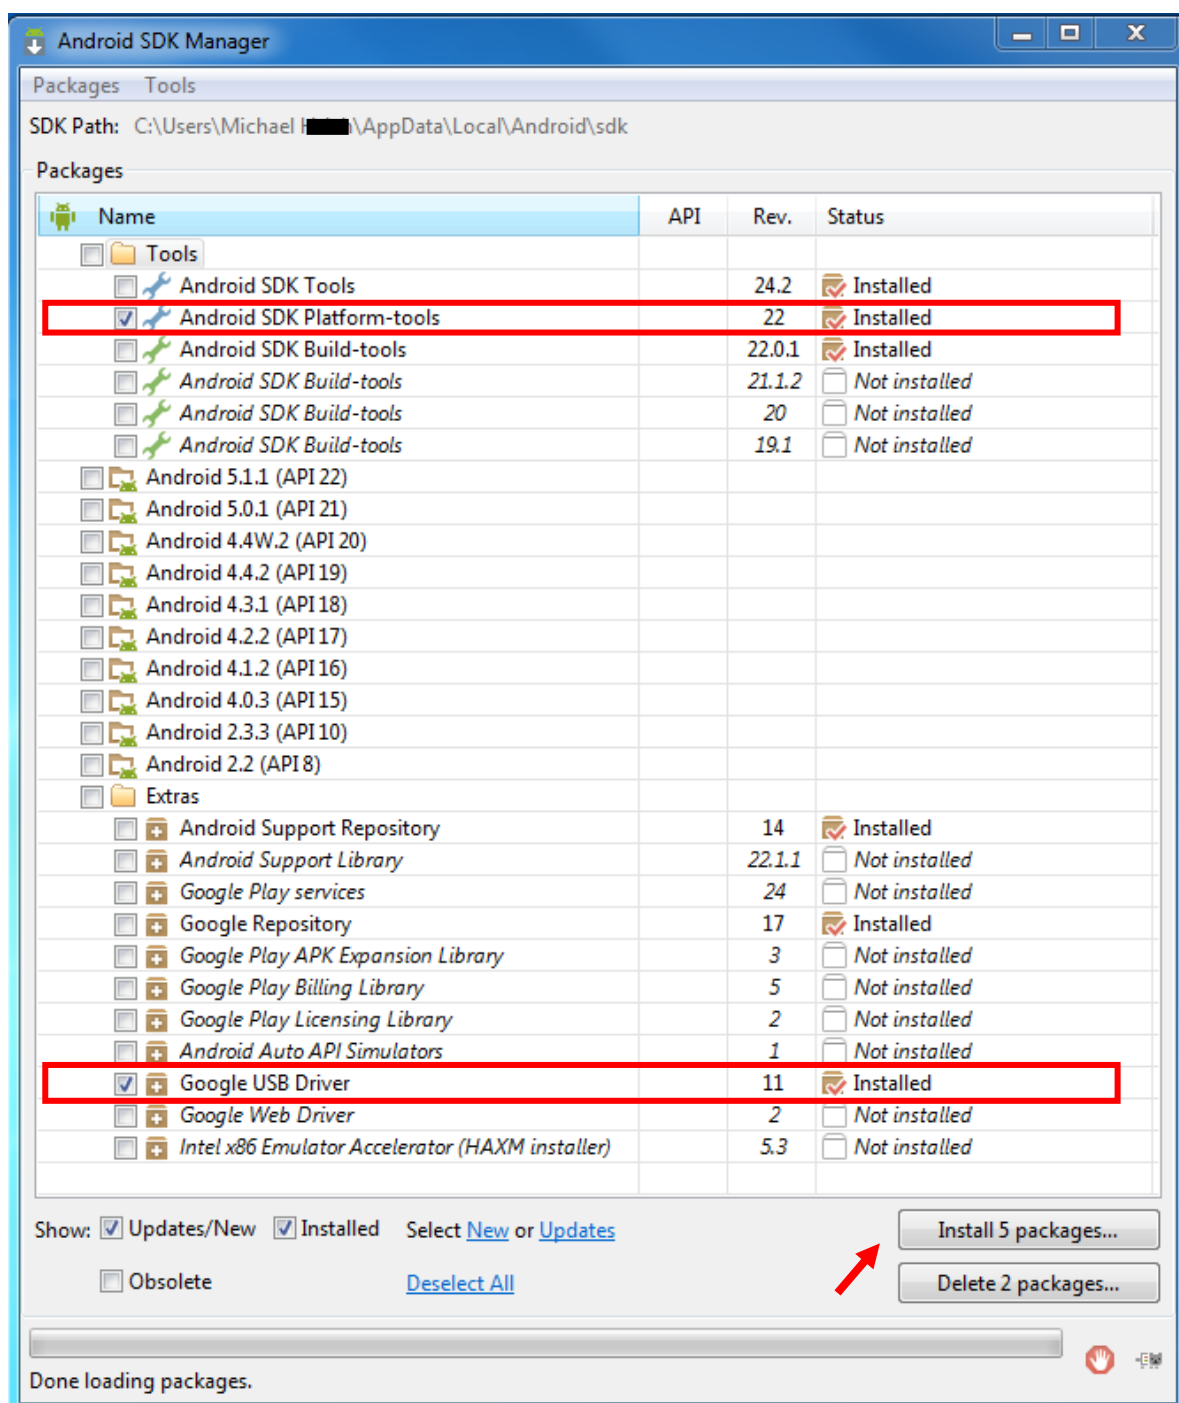 Android SDK Manager
Packages Tools
SDK Path: C:\Users\Michael \AppData\Local\Android\sdk
Packages
Name API Rev. Status
Tools
Android SDK Tools 24.2 Installed
Android SDK Platform-tools 22 Installed
Android SDK Build-tools 22.0.1 Installed
Android SDK Build-tools 21.1.2 Not installed
Android SDK Build-tools 20 Not installed
Android SDK Build-tools 19.1 Not installed
Android 5.1.1 (API 22)
Android 5.0.1 (API 21)
Android 4.4W.2 (API 20)
Android 4.4.2 (API 19)
Android 4.3.1 (API 18)
Android 4.2.2 (API 17)
Android 4.1.2 (API 16)
Android 4.0.3 (API 15)
Android 2.3.3 (API 10)
Android 2.2 (API 8)
Extras
Android Support Repository 14 Installed
Android Support Library 22.1.1 Not installed
Google Play services 24 Not installed
Google Repository 17 Installed
Google Play APK Expansion Library 3 Not installed
Google Play Billing Library 5 Not installed
Google Play Licensing Library 2 Not installed
Android Auto API Simulators 1 Not installed
Google USB Driver 11 Installed
Google Web Driver 2 Not installed
Intel x86 Emulator Accelerator (HAXM installer) 5.3 Not installed
Show: Updates/New Installed Select New or Updates Install 5 packages...
Obsolete Deselect All Delete 2 packages...
Done loading packages.